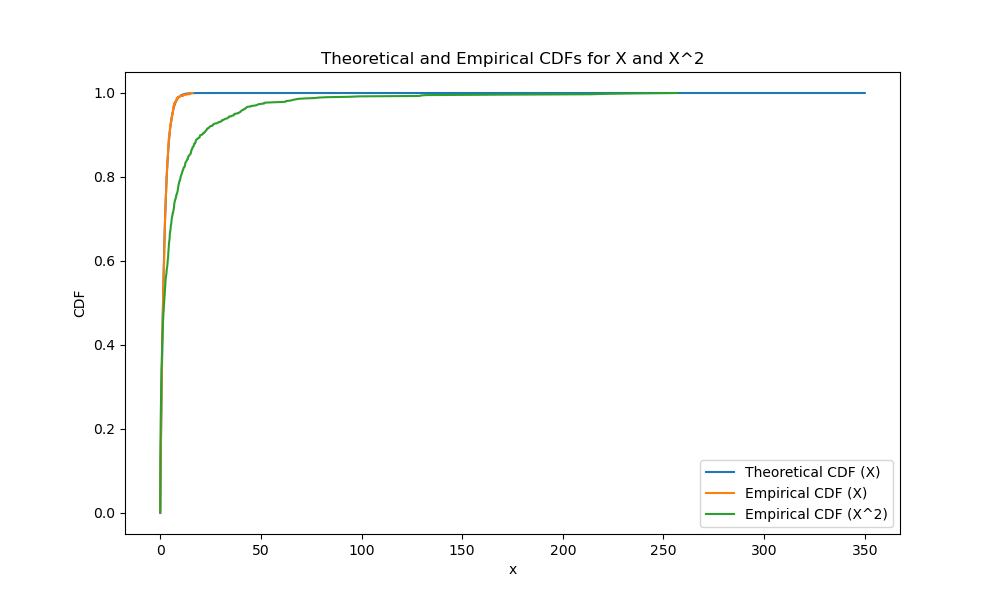 Theoretical and Empirical CDFs for X and X^2
CDF
1.0
0.8
0.6
0.4
0.2
0.0
0
50
100
150
200
250
300
350
x
Theoretical CDF (X)
Empirical CDF (X)
Empirical CDF (X^2)